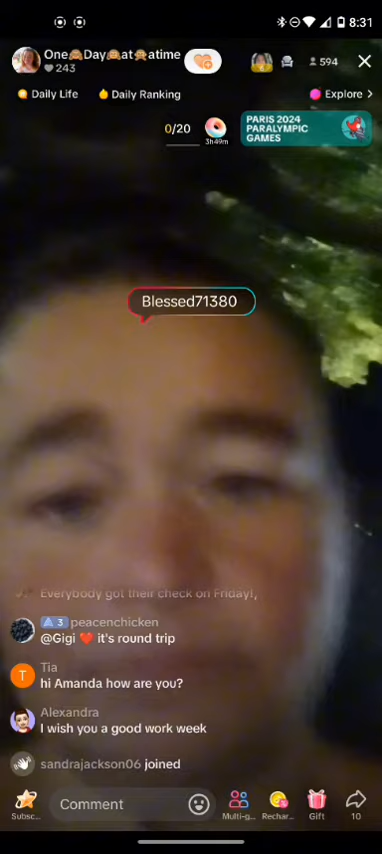 8:31
One🙈Day🙈at🙈atime
243
594
Daily Life
Daily Ranking
Explore >
0/20
3h49m
PARIS 2024
PARALYMPIC
GAMES
Blessed71380
Everybody got their check on Friday!,
3 peacenchicken
@Gigi ❤️ it's round trip
T
Tia
hi Amanda how are you?
Alexandra
I wish you a good work week
sandrajackson06 joined
Comment
Subsc...
Multi-g...
Rechar...
Gift
10